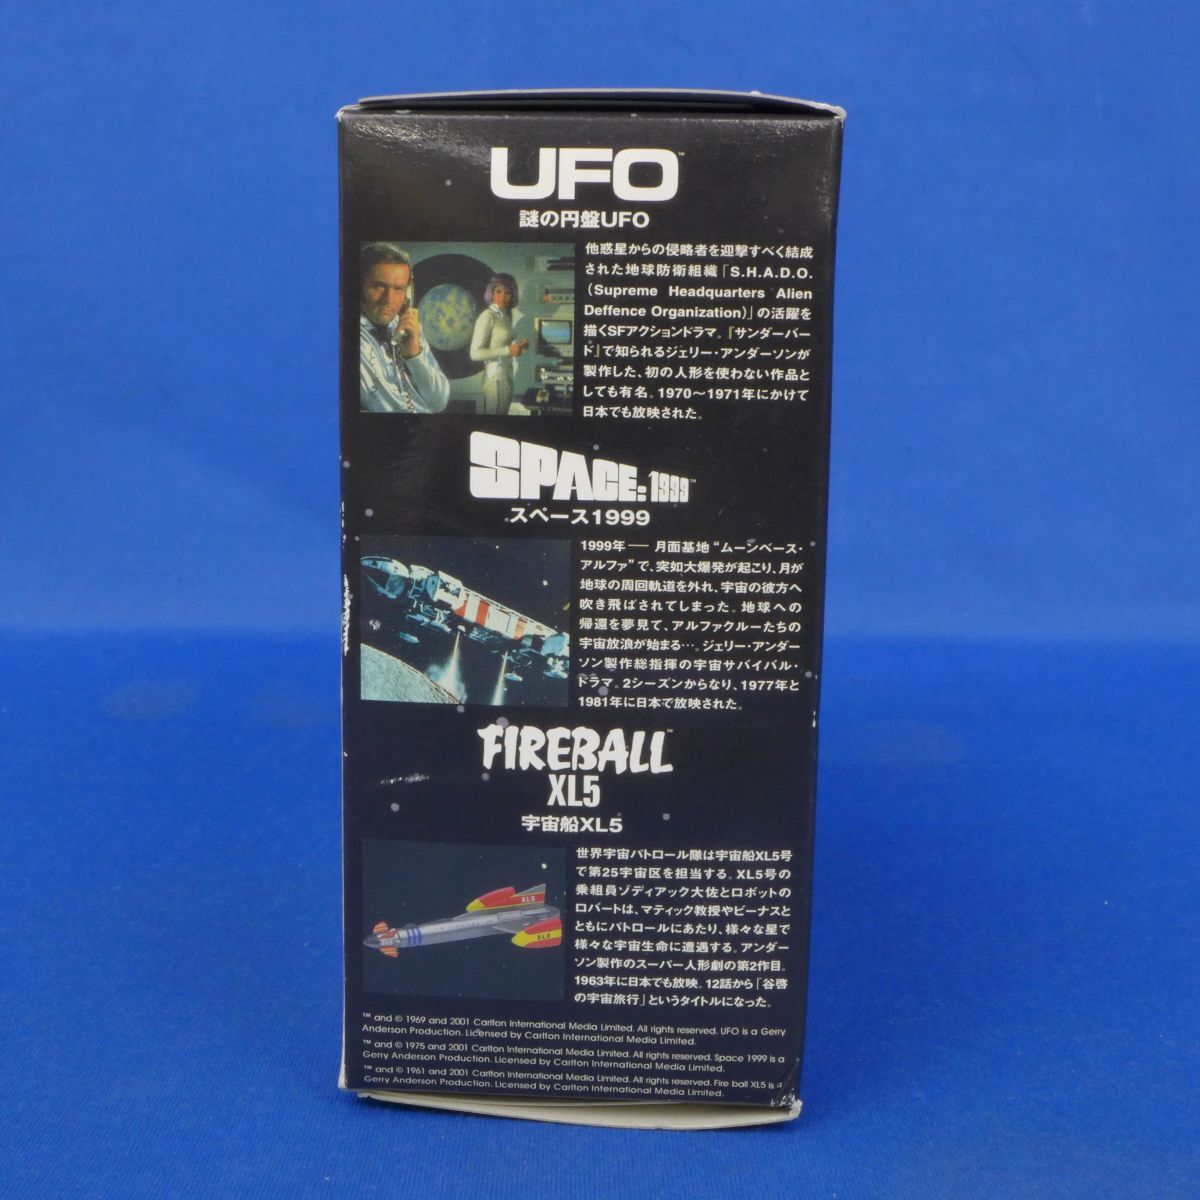 UFO™
謎の円盤UFO
他惑星からの侵略者を迎撃すべく結成
された地球防衛組織「S.H.A.D.O.
（Supreme Headquarters Alien
Deffence Organization)」の活躍を
描くSFアクションドラマ。『サンダーバー
ド』で知られるジェリー・アンダーソンが
製作した、初の人形を使わない作品と
しても有名。1970～1971年にかけて
日本でも放映された。
SPACE:1999™
スペース1999
1999年── 月面基地“ムーンベース・
アルファ”で、突如大爆発が起こり、月が
地球の周回軌道を外れ、宇宙の彼方へ
吹き飛ばされてしまった。地球への
帰還を夢見て、アルファクルーたちの
宇宙放浪が始まる…。ジェリー・アンダー
ソン製作総指揮の宇宙サバイバル・
ドラマ。2シーズンからなり、1977年と
1981年に日本で放映された。
FIREBALL™
XL5
宇宙船XL5
世界宇宙パトロール隊は宇宙船XL5号
で第25宇宙区を担当する。XL5号の
乗組員ゾディアック大佐とロボットの
ロバートは、マティック教授やビーナスと
ともにパトロールにあたり、様々な星で
様々な宇宙生命に遭遇する。アンダー
ソン製作のスーパー人形劇の第2作目。
1963年に日本でも放映。12話から「谷啓
の宇宙旅行」というタイトルになった。
XL5
XL5
XL5
™ and © 1969 and 2001 Carlton International Media Limited. All rights reserved. UFO is a Gerry
Anderson Production. Licensed by Carlton International Media Limited.
™ and © 1975 and 2001 Carlton International Media Limited. All rights reserved. Space 1999 is a
Gerry Anderson Production. Licensed by Carlton International Media Limited.
™ and © 1961 and 2001 Carlton International Media Limited. All rights reserved. Fire ball XL5 is a
Gerry Anderson Production. Licensed by Carlton International Media Limited.